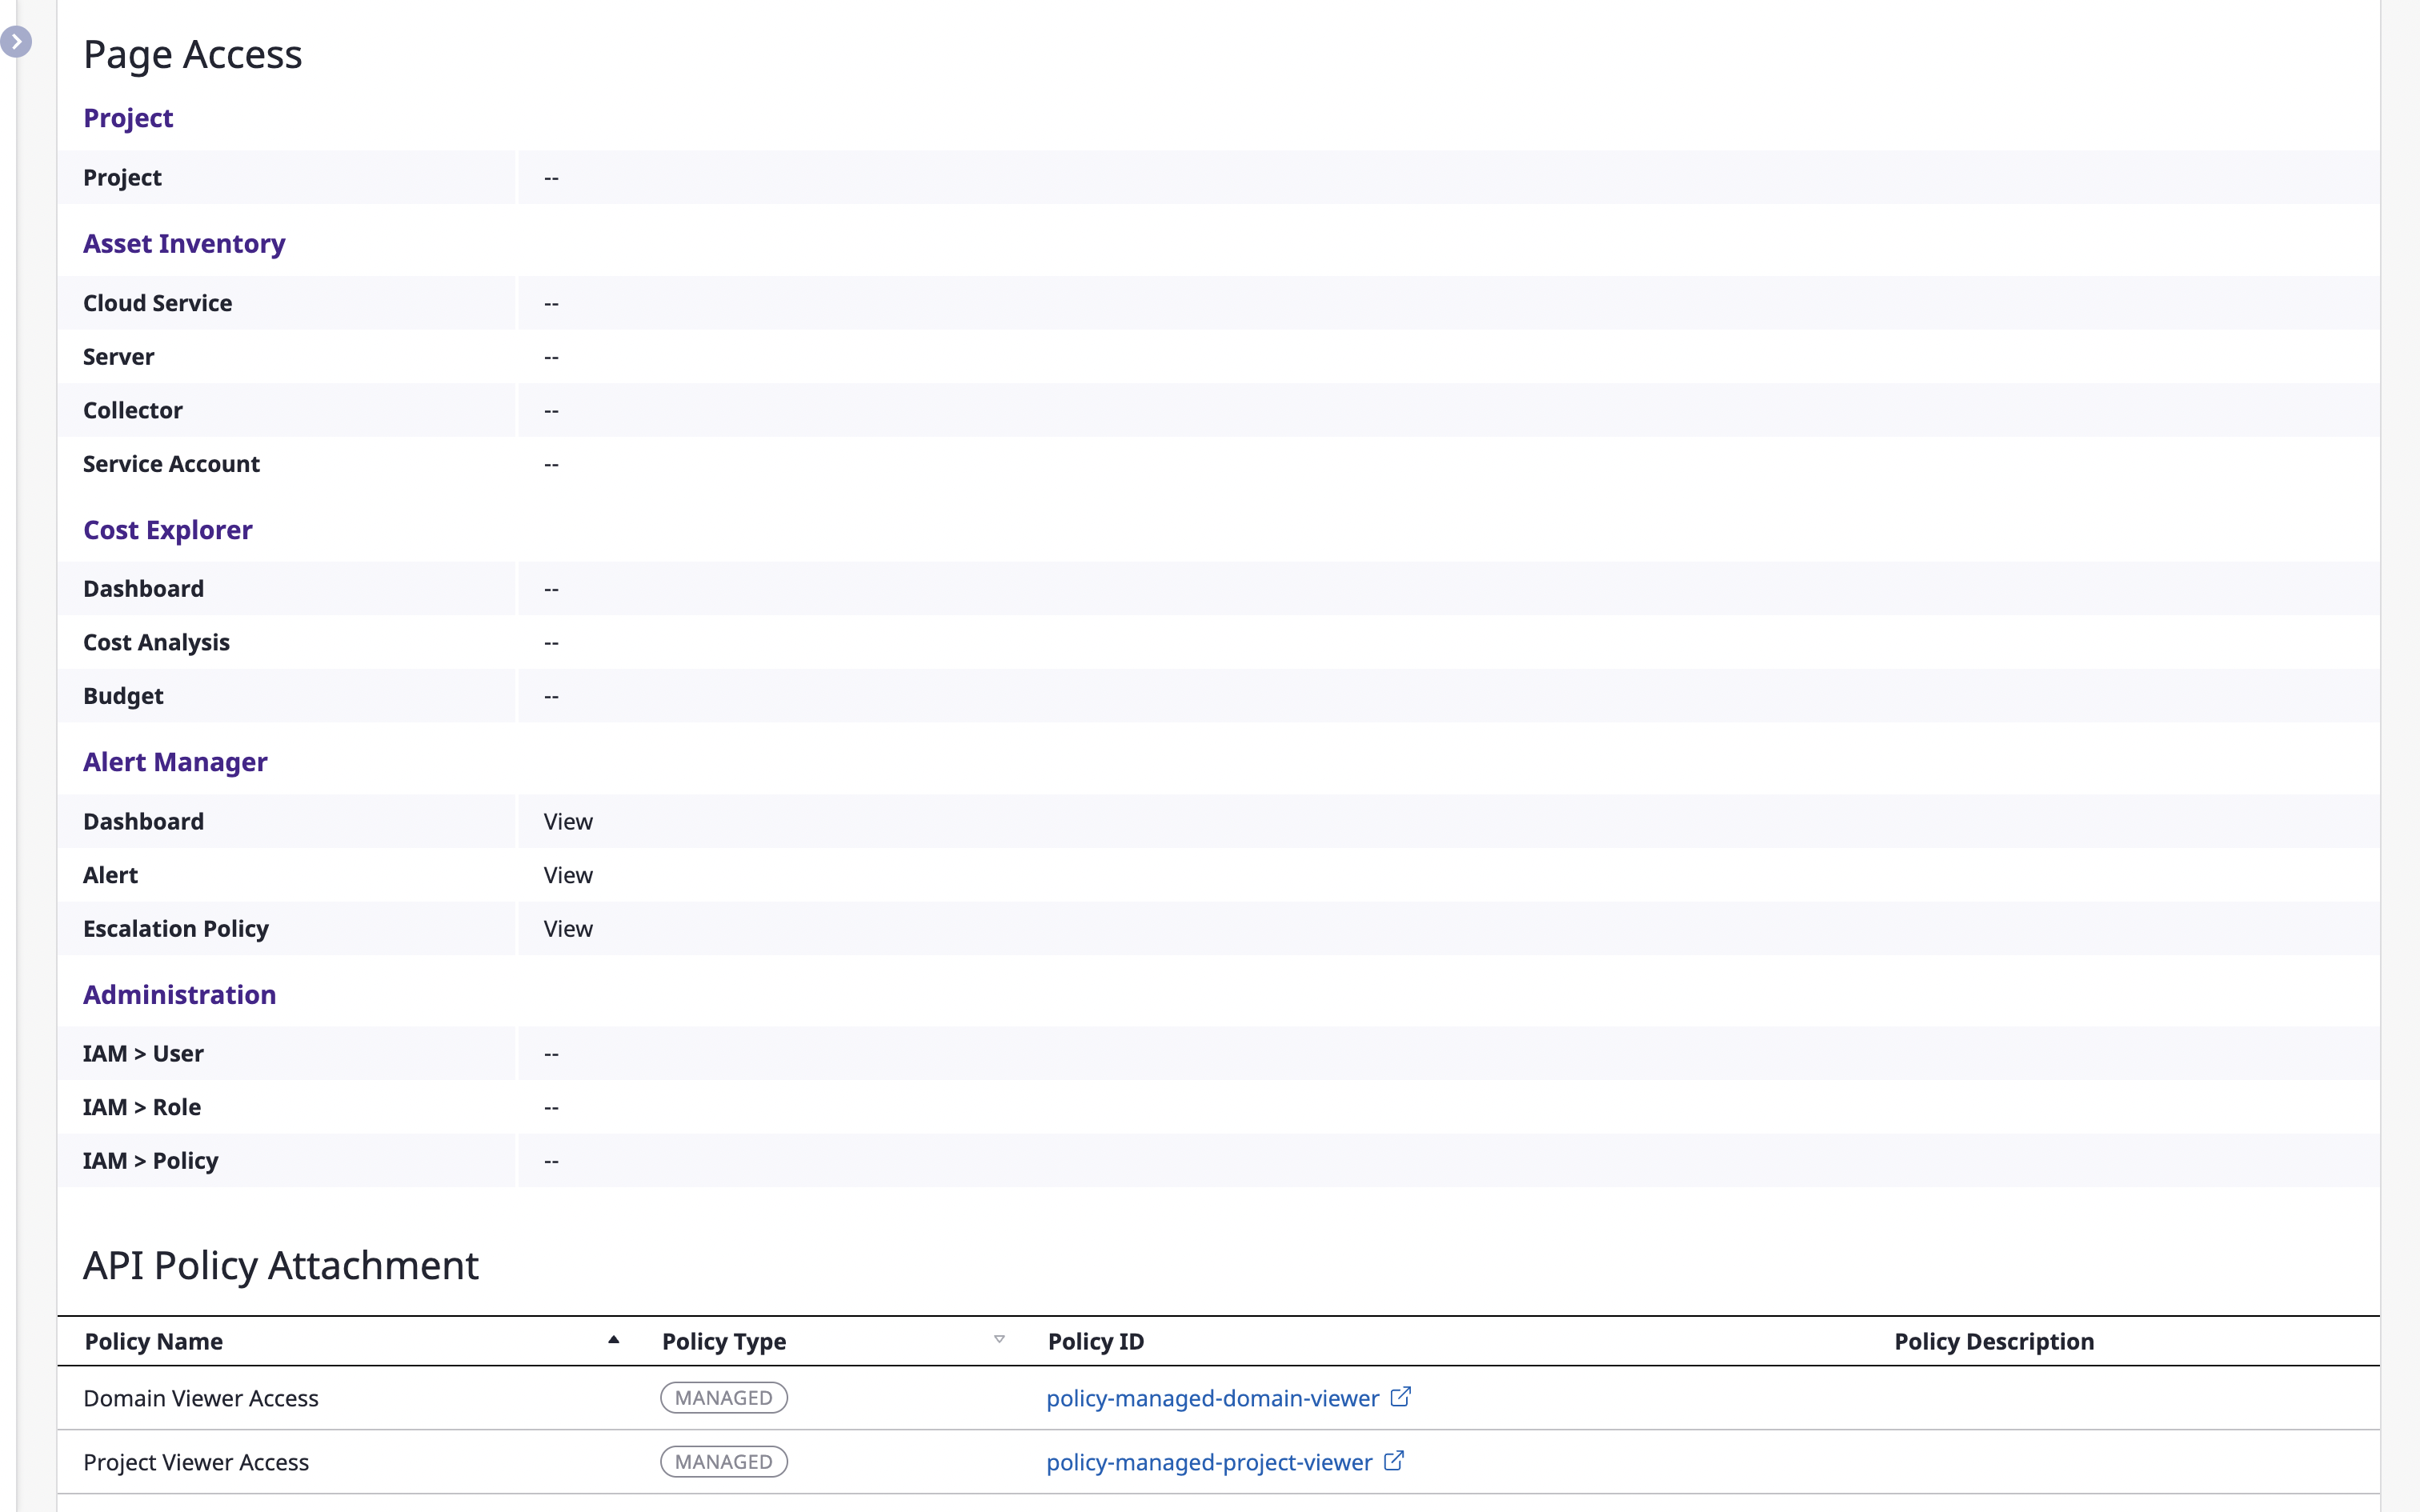 Page Access
Project
Project --
Asset Inventory
Cloud Service --
Server --
Collector --
Service Account --
Cost Explorer
Dashboard --
Cost Analysis --
Budget --
Alert Manager
Dashboard View
Alert View
Escalation Policy View
Administration
IAM > User --
IAM > Role --
IAM > Policy --
API Policy Attachment
Policy Name Policy Type Policy ID Policy Description
Domain Viewer Access MANAGED policy-managed-domain-viewer
Project Viewer Access MANAGED policy-managed-project-viewer